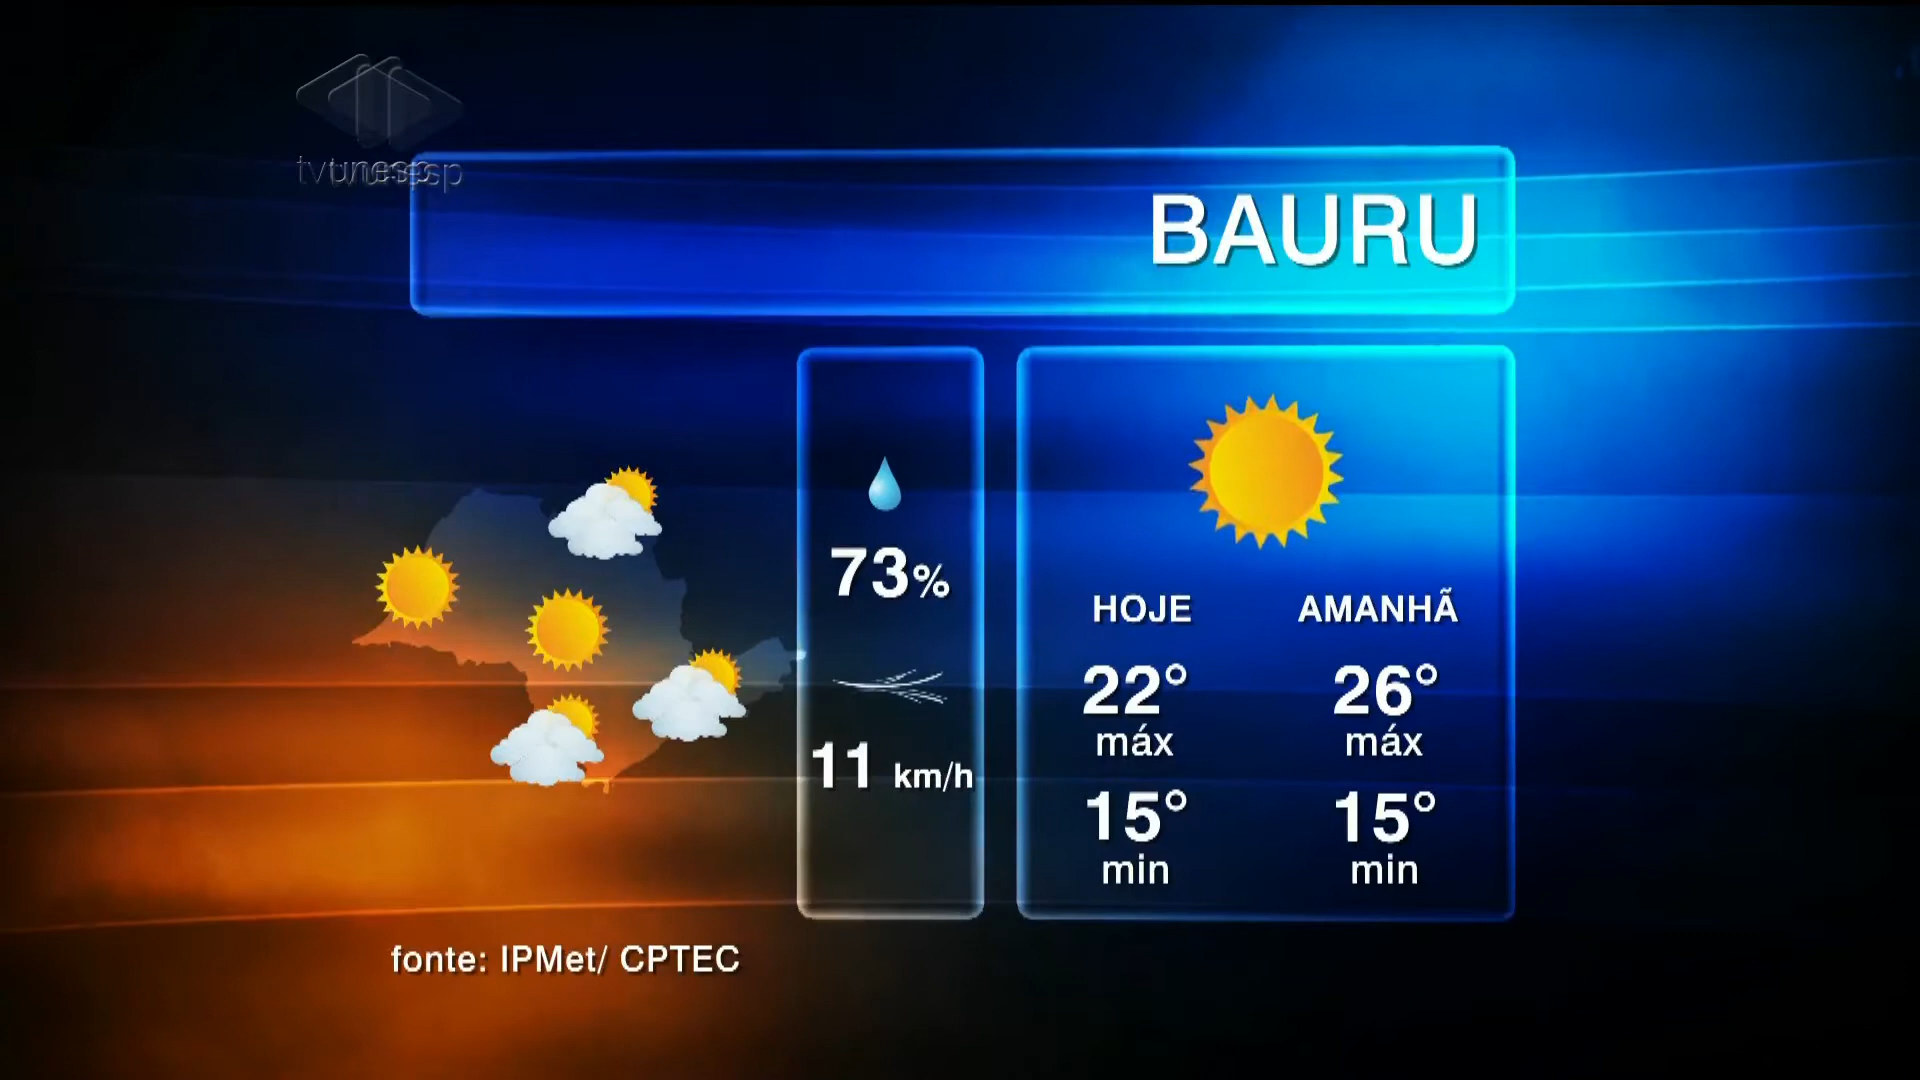 tvunesp
BAURU
73%
11 km/h
HOJE AMANHÃ
22° 26°
máx máx
15° 15°
min min
fonte: IPMet/ CPTEC